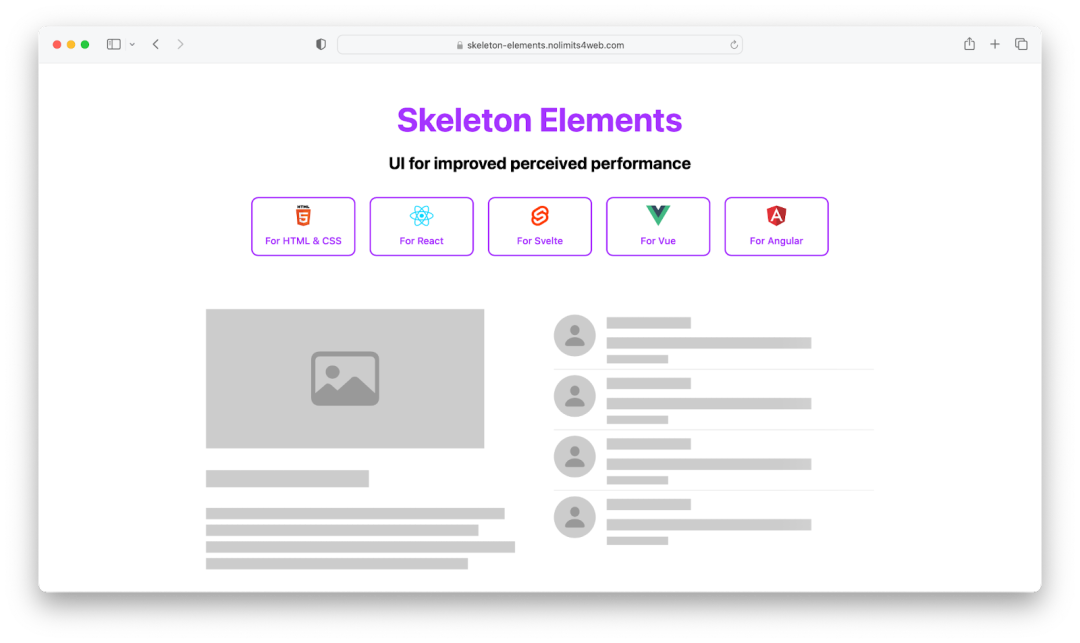 skeleton-elements.nolimits4web.com
Skeleton Elements
UI for improved perceived performance
HTML
5
For HTML & CSS
For React
For Svelte
For Vue
A
For Angular